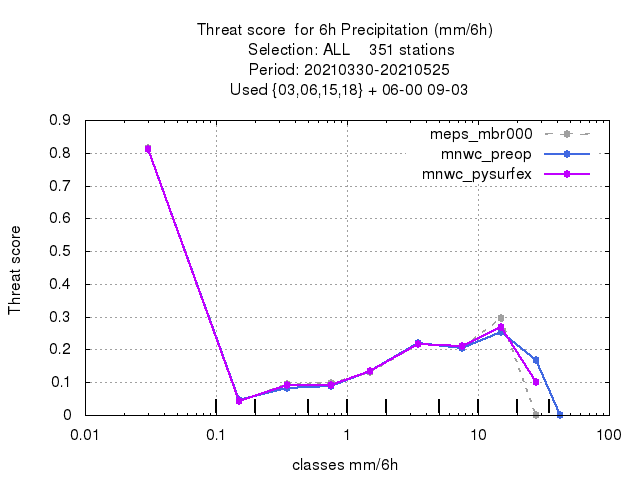 Threat score  for 6h Precipitation (mm/6h)
Selection: ALL    351 stations
Period: 20210330-20210525
Used {03,06,15,18} + 06-00 09-03
meps_mbr000
mnwc_preop
mnwc_pysurfex
Threat score
0.9
0.8
0.7
0.6
0.5
0.4
0.3
0.2
0.1
0
0.01 0.1 1 10 100
classes mm/6h